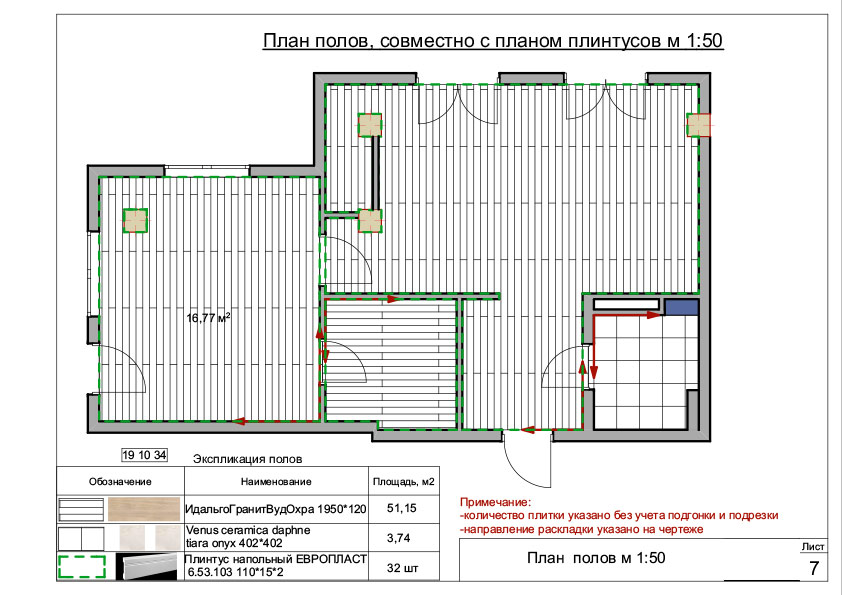 План полов, совместно с планом плинтусов м 1:50
16,77 м²
19 10 34
Экспликация полов
Обозначение
Наименование
Площадь, м2
ИдальгоГранитВудОхра 1950*120
51,15
Venus ceramica daphne
tiara onyx 402*402
3,74
Плинтус напольный ЕВРОПЛАСТ
6.53.103 110*15*2
32 шт
Примечание:
-количество плитки указано без учета подгонки и подрезки
-направление раскладки указано на чертеже
План полов м 1:50
Лист
7